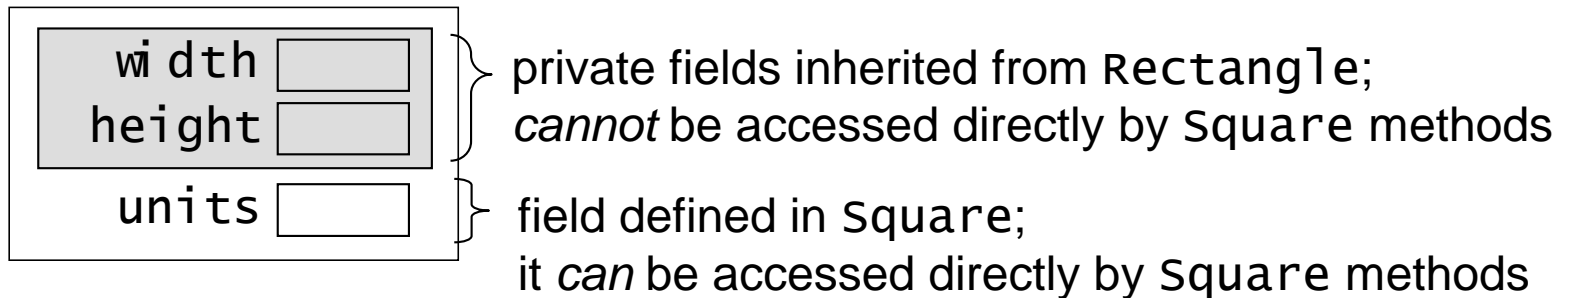 width
height
units
private fields inherited from Rectangle;
cannot be accessed directly by Square methods
field defined in Square;
it can be accessed directly by Square methods